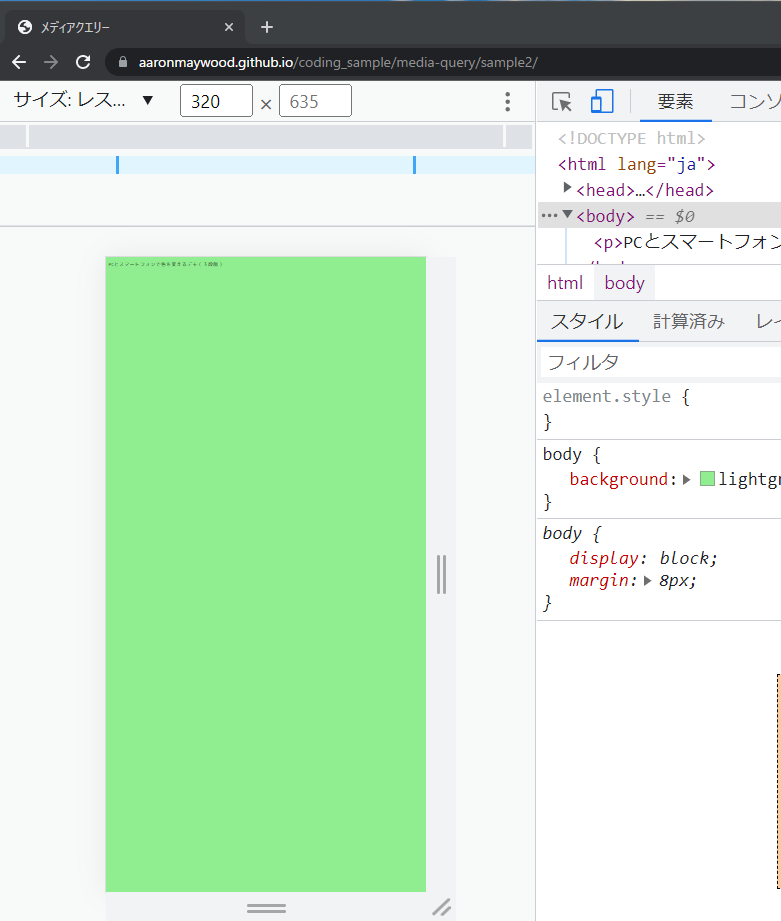 メディアクエリー
aaronmaywood.github.io/coding_sample/media-query/sample2/
サイズ: レス... ▼ 320 × 635
要素 コンソ
<!DOCTYPE html>
<html lang="ja">
<head>…</head>
<body> == $0
<p>PCとスマートフォン
html body
スタイル 計算済み レイ
フィルタ
element.style {
}
body {
background: lightgr
}
body {
display: block;
margin: 8px;
}